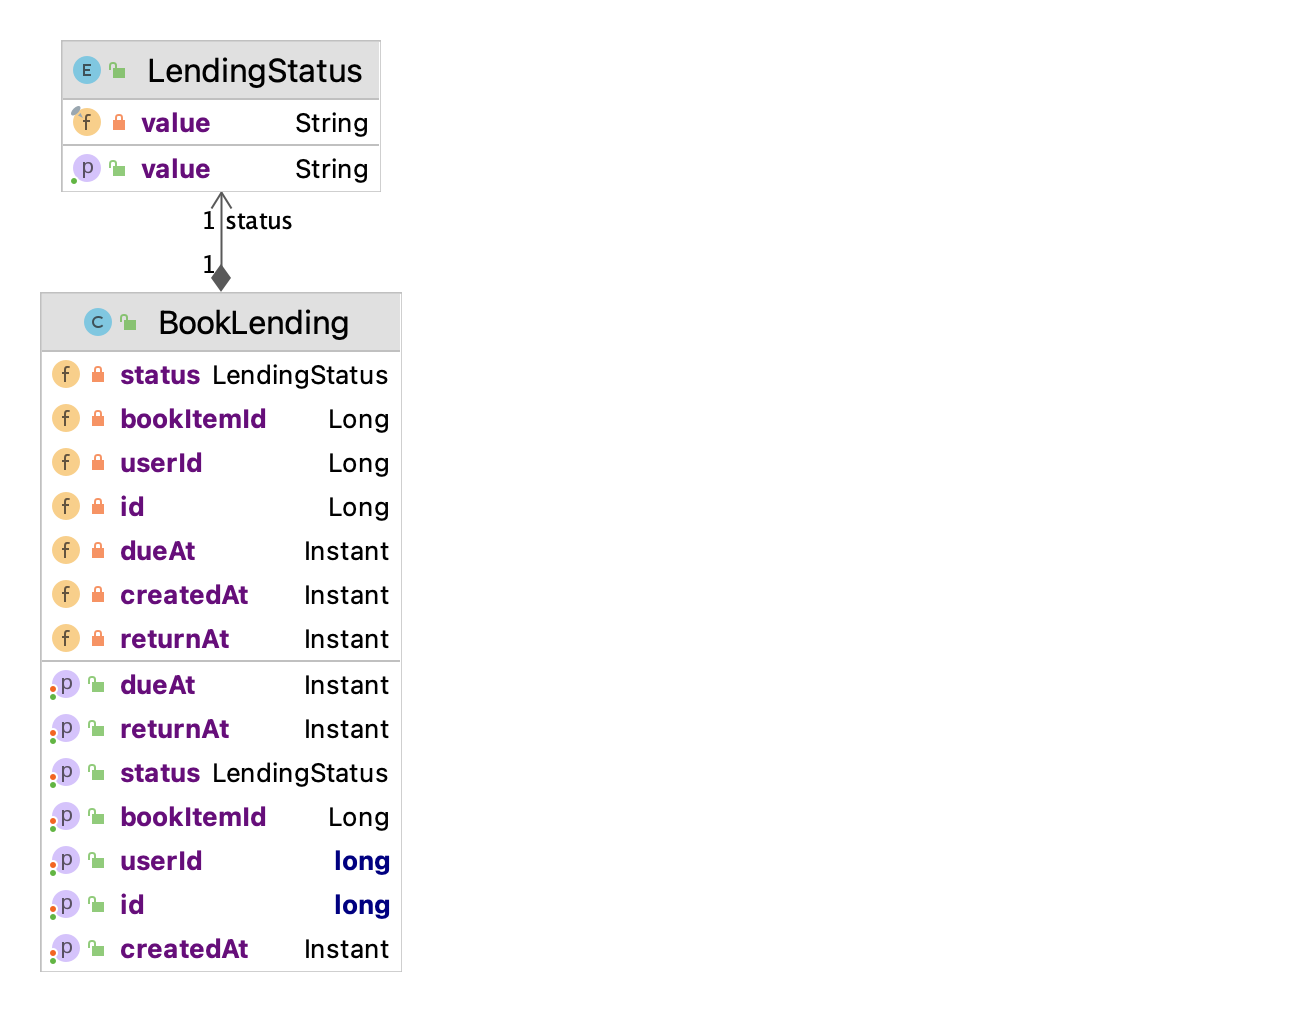 E LendingStatus
f value String
p value String
1 status
1
C BookLending
f status LendingStatus
f bookItemId Long
f userId Long
f id Long
f dueAt Instant
f createdAt Instant
f returnAt Instant
p dueAt Instant
p returnAt Instant
p status LendingStatus
p bookItemId Long
p userId long
p id long
p createdAt Instant